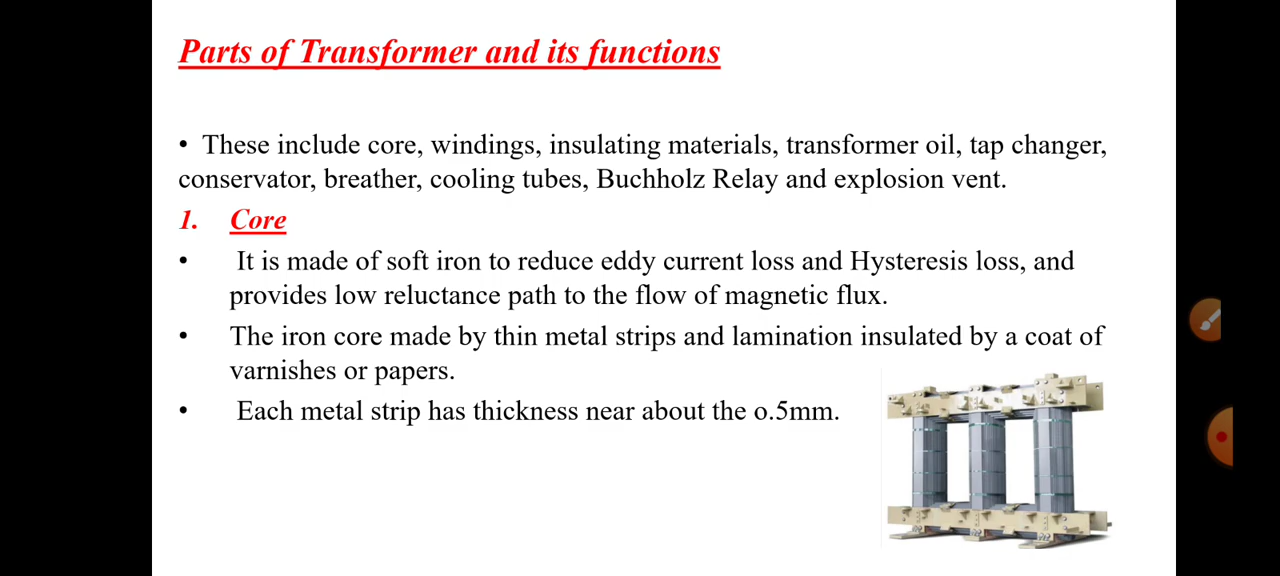 Parts of Transformer and its functions
• These include core, windings, insulating materials, transformer oil, tap changer,
conservator, breather, cooling tubes, Buchholz Relay and explosion vent.
1. Core
• It is made of soft iron to reduce eddy current loss and Hysteresis loss, and
provides low reluctance path to the flow of magnetic flux.
• The iron core made by thin metal strips and lamination insulated by a coat of
varnishes or papers.
• Each metal strip has thickness near about the o.5mm.